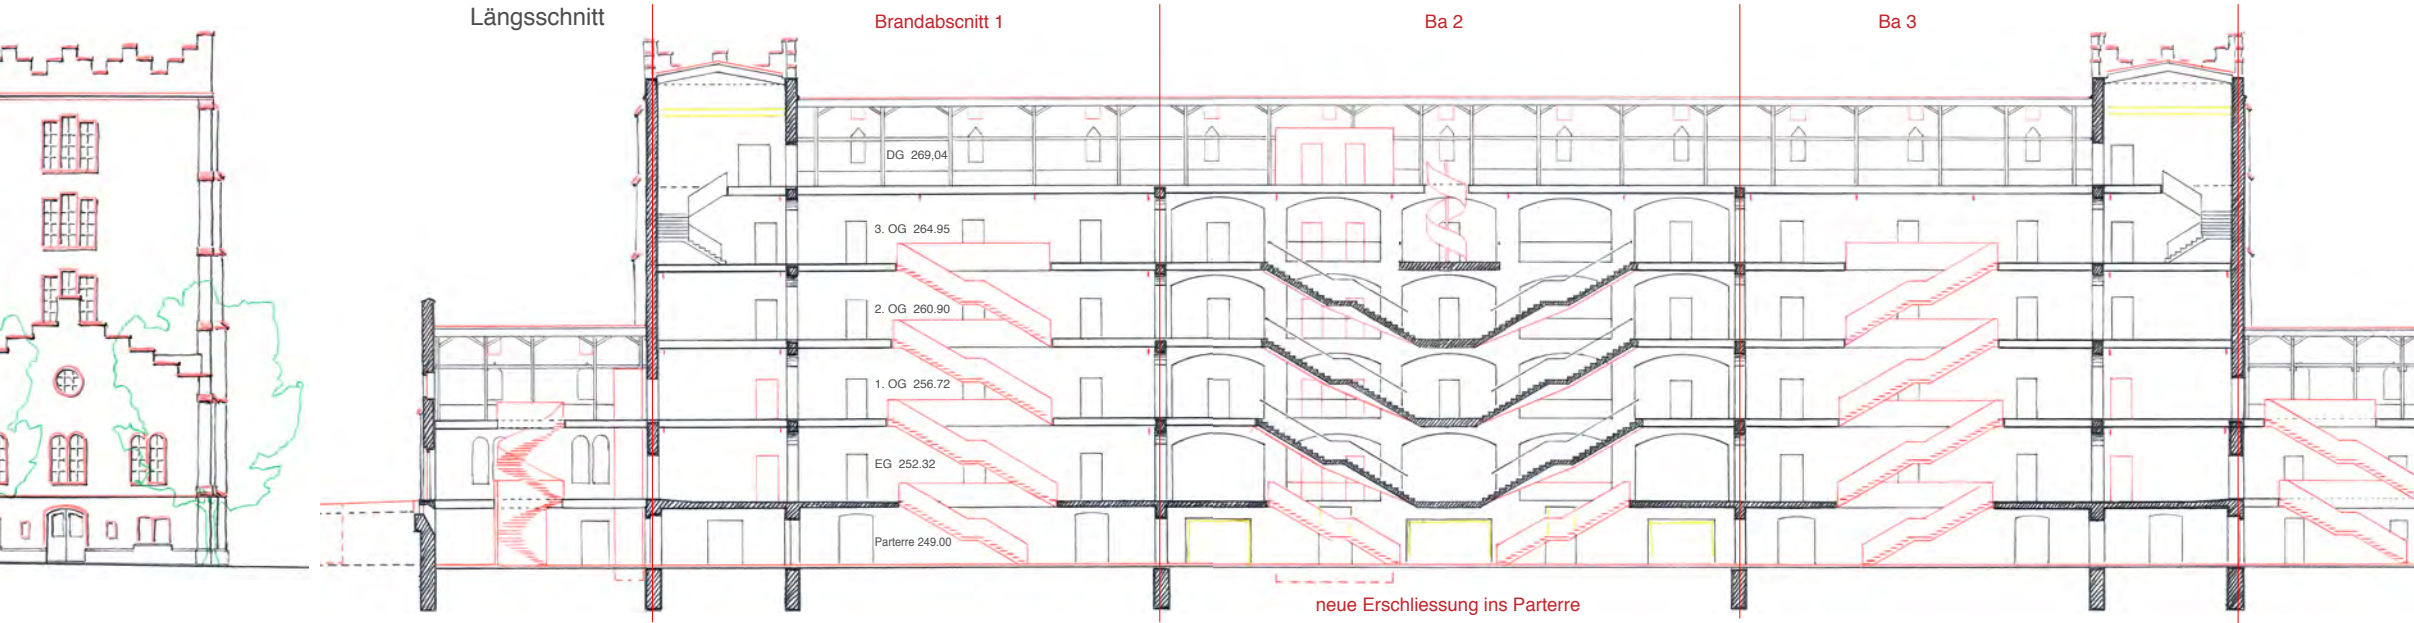 Längsschnitt
Brandabscnitt 1
Ba 2
Ba 3
DG 269,04
3. OG 264.95
2. OG 260.90
1. OG 256.72
EG 252.32
Parterre 249.00
neue Erschliessung ins Parterre